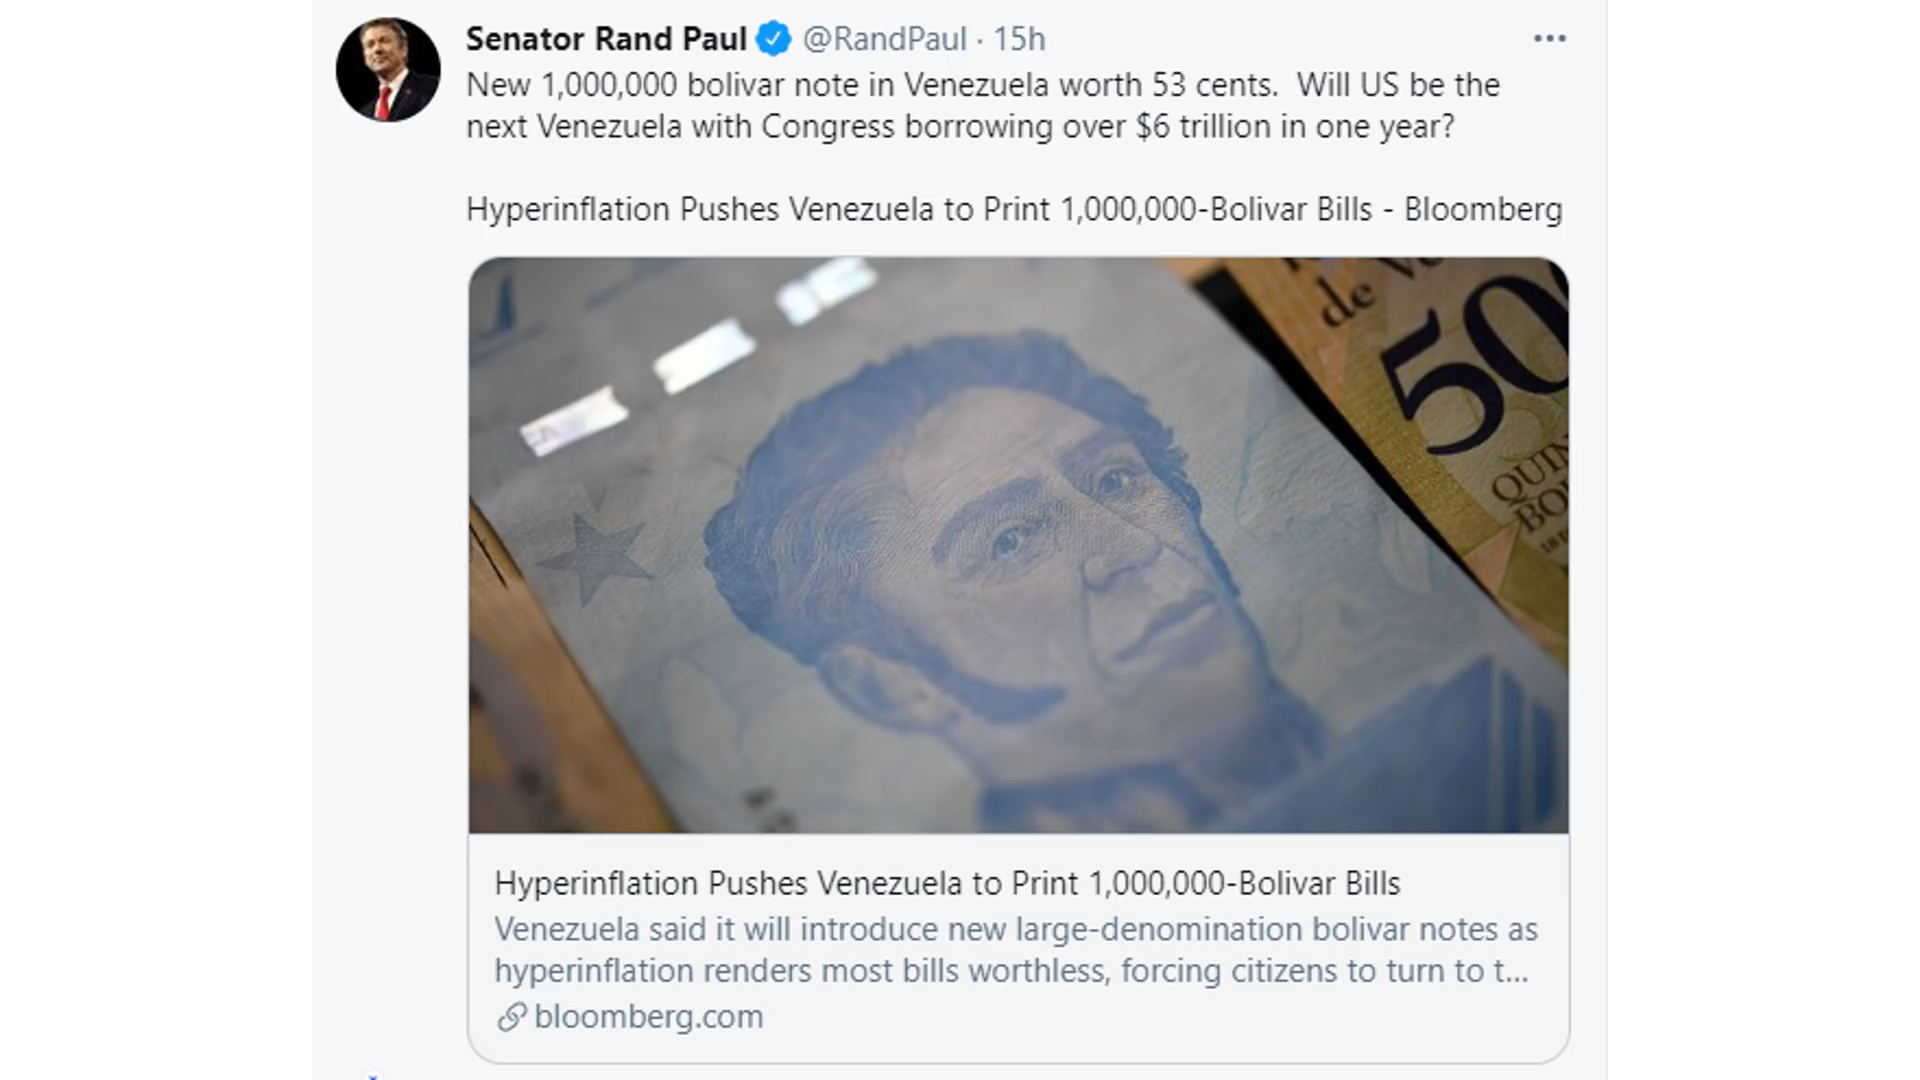 Senator Rand Paul @RandPaul · 15h
New 1,000,000 bolivar note in Venezuela worth 53 cents.  Will US be the
next Venezuela with Congress borrowing over $6 trillion in one year?
Hyperinflation Pushes Venezuela to Print 1,000,000-Bolivar Bills - Bloomberg
de
50
Hyperinflation Pushes Venezuela to Print 1,000,000-Bolivar Bills
Venezuela said it will introduce new large-denomination bolivar notes as
hyperinflation renders most bills worthless, forcing citizens to turn to t...
bloomberg.com